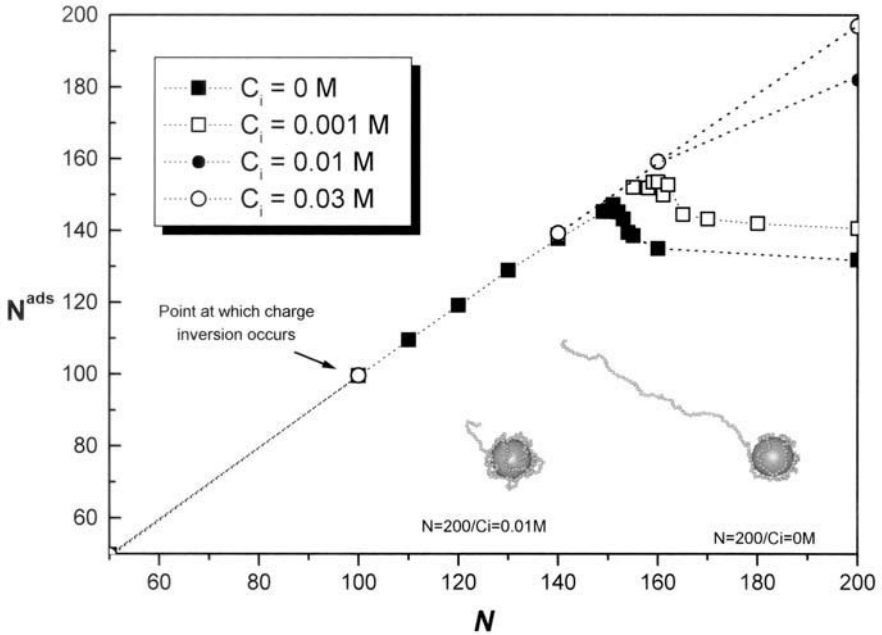 200
180
160
140
120
100
80
60
N^ads
C_i = 0 M
C_i = 0.001 M
C_i = 0.01 M
C_i = 0.03 M
Point at which charge
inversion occurs
N=200/Ci=0.01M
N=200/Ci=0M
60 80 100 120 140 160 180 200
N